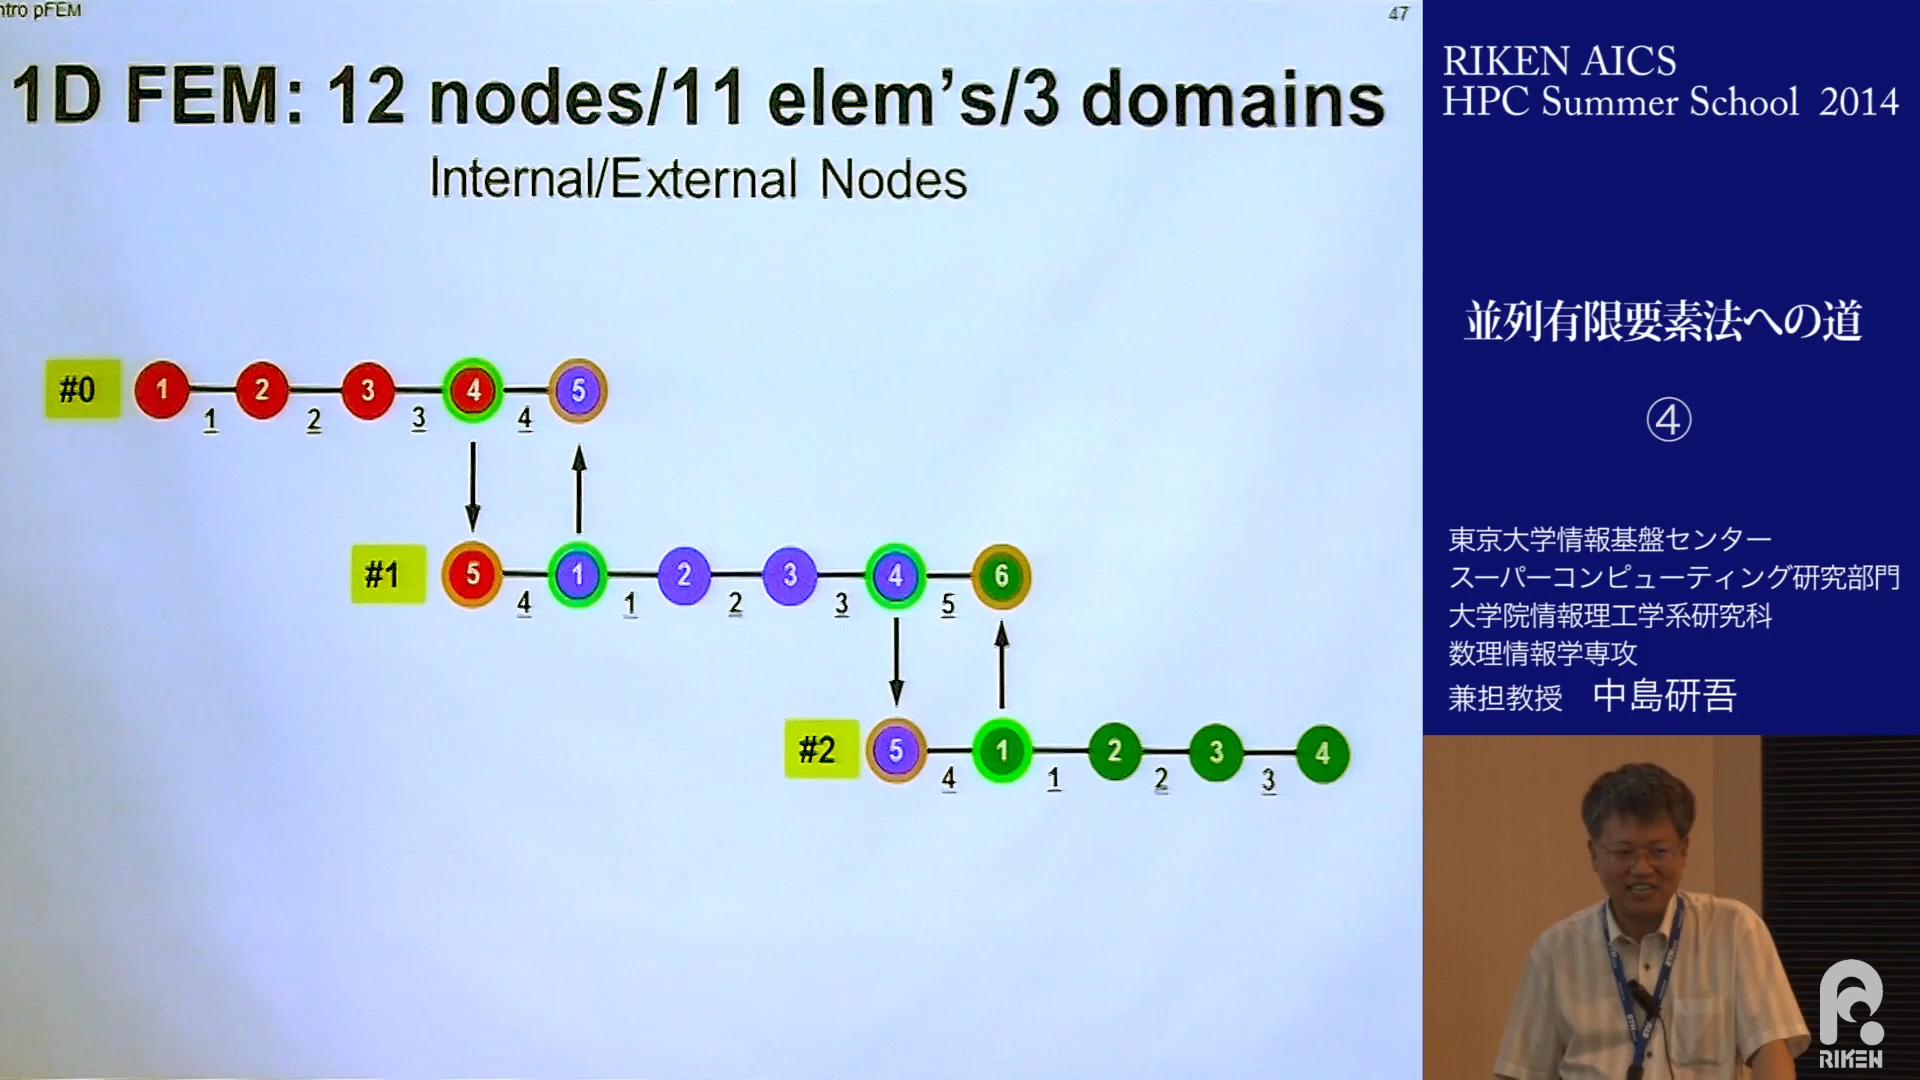 ntro pFEM
47
1D FEM: 12 nodes/11 elem's/3 domains
Internal/External Nodes
#0 1 2 3 4 5
1 2 3 4
#1 5 1 2 3 4 6
4 1 2 3 5
#2 5 1 2 3 4
4 1 2 3
RIKEN AICS
HPC Summer School 2014
並列有限要素法への道
④
東京大学情報基盤センター
スーパーコンピューティング研究部門
大学院情報理工学系研究科
数理情報学専攻
兼担教授 中島研吾
RIKEN